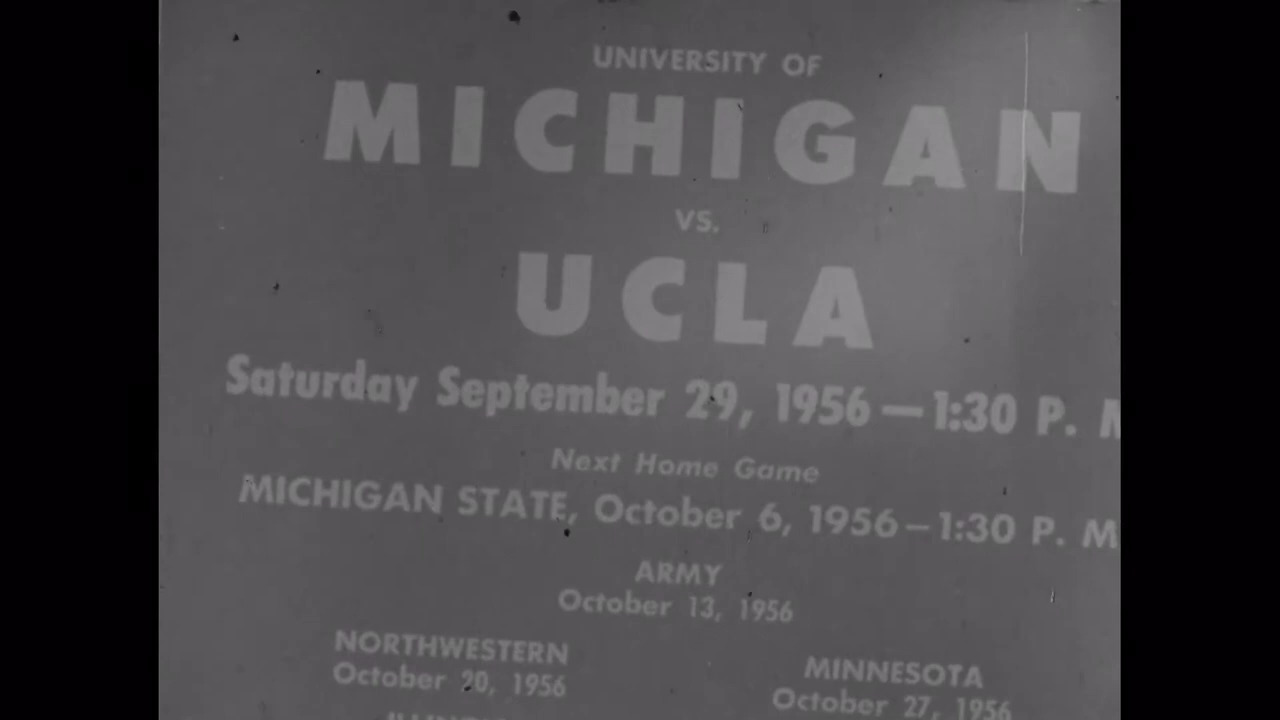 UNIVERSITY OF
MICHIGAN
VS.
UCLA
Saturday September 29, 1956—1:30 P. M
Next Home Game
MICHIGAN STATE, October 6, 1956—1:30 P. M
ARMY
October 13, 1956
NORTHWESTERN
October 20, 1956
MINNESOTA
October 27, 1956